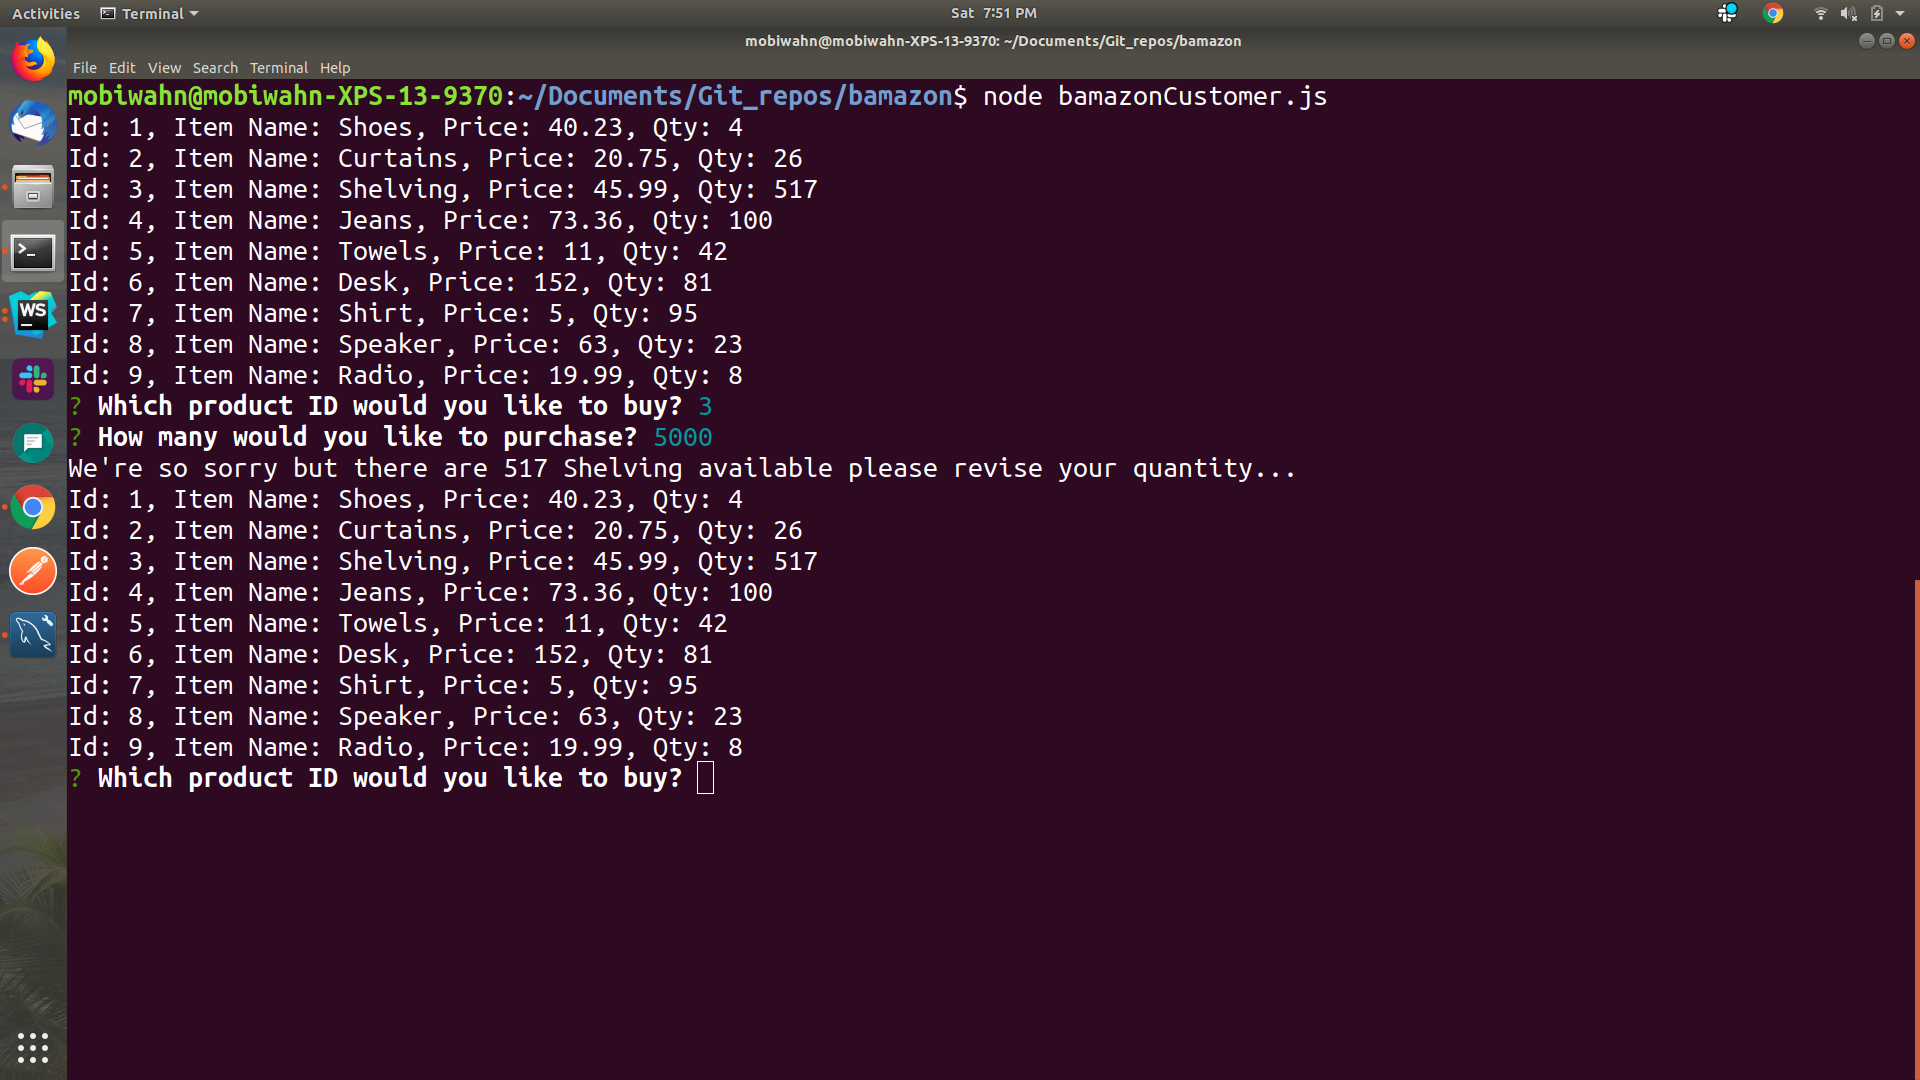 Activities
Terminal
Sat 7:51 PM
mobiwahn@mobiwahn-XPS-13-9370: ~/Documents/Git_repos/bamazon
File Edit View Search Terminal Help
mobiwahn@mobiwahn-XPS-13-9370:~/Documents/Git_repos/bamazon$ node bamazonCustomer.js
Id: 1, Item Name: Shoes, Price: 40.23, Qty: 4
Id: 2, Item Name: Curtains, Price: 20.75, Qty: 26
Id: 3, Item Name: Shelving, Price: 45.99, Qty: 517
Id: 4, Item Name: Jeans, Price: 73.36, Qty: 100
Id: 5, Item Name: Towels, Price: 11, Qty: 42
Id: 6, Item Name: Desk, Price: 152, Qty: 81
Id: 7, Item Name: Shirt, Price: 5, Qty: 95
Id: 8, Item Name: Speaker, Price: 63, Qty: 23
Id: 9, Item Name: Radio, Price: 19.99, Qty: 8
? Which product ID would you like to buy? 3
? How many would you like to purchase? 5000
We're so sorry but there are 517 Shelving available please revise your quantity...
Id: 1, Item Name: Shoes, Price: 40.23, Qty: 4
Id: 2, Item Name: Curtains, Price: 20.75, Qty: 26
Id: 3, Item Name: Shelving, Price: 45.99, Qty: 517
Id: 4, Item Name: Jeans, Price: 73.36, Qty: 100
Id: 5, Item Name: Towels, Price: 11, Qty: 42
Id: 6, Item Name: Desk, Price: 152, Qty: 81
Id: 7, Item Name: Shirt, Price: 5, Qty: 95
Id: 8, Item Name: Speaker, Price: 63, Qty: 23
Id: 9, Item Name: Radio, Price: 19.99, Qty: 8
? Which product ID would you like to buy?
WS